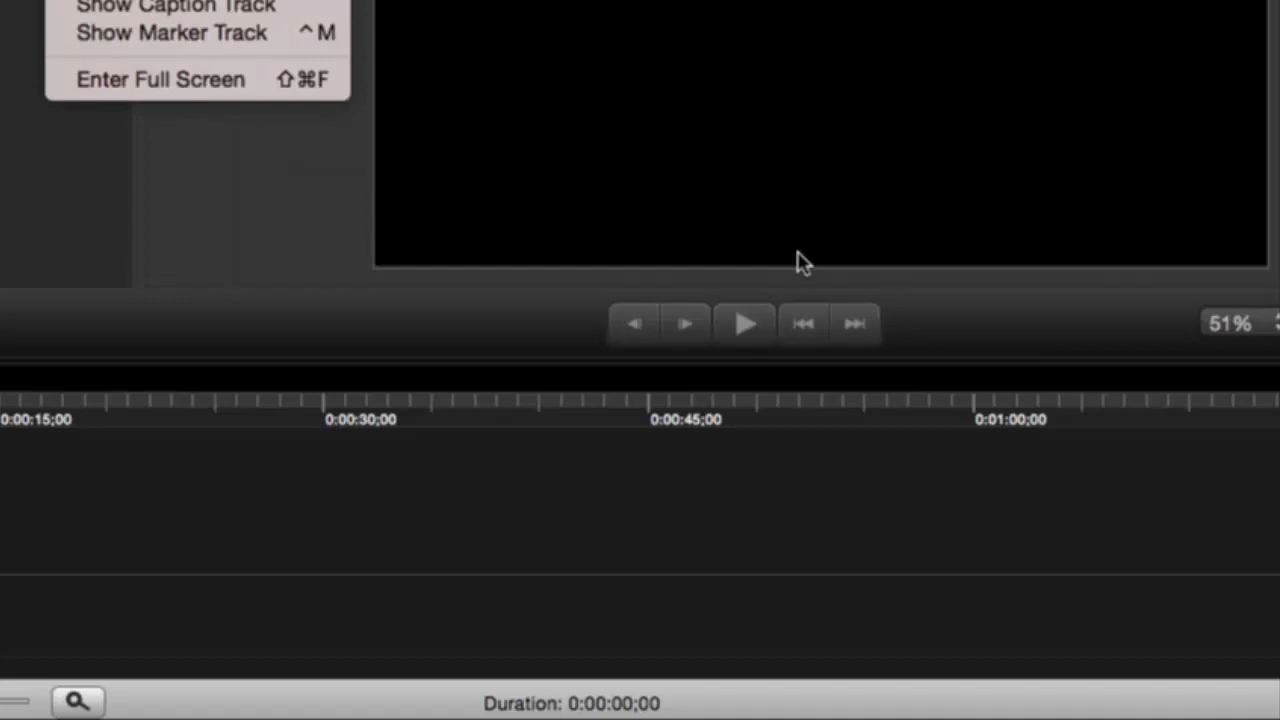 Show Caption Track
Show Marker Track ^M
Enter Full Screen ⇧⌘F
51%
0:00:15;00 0:00:30;00 0:00:45;00 0:01:00;00
Duration: 0:00:00;00